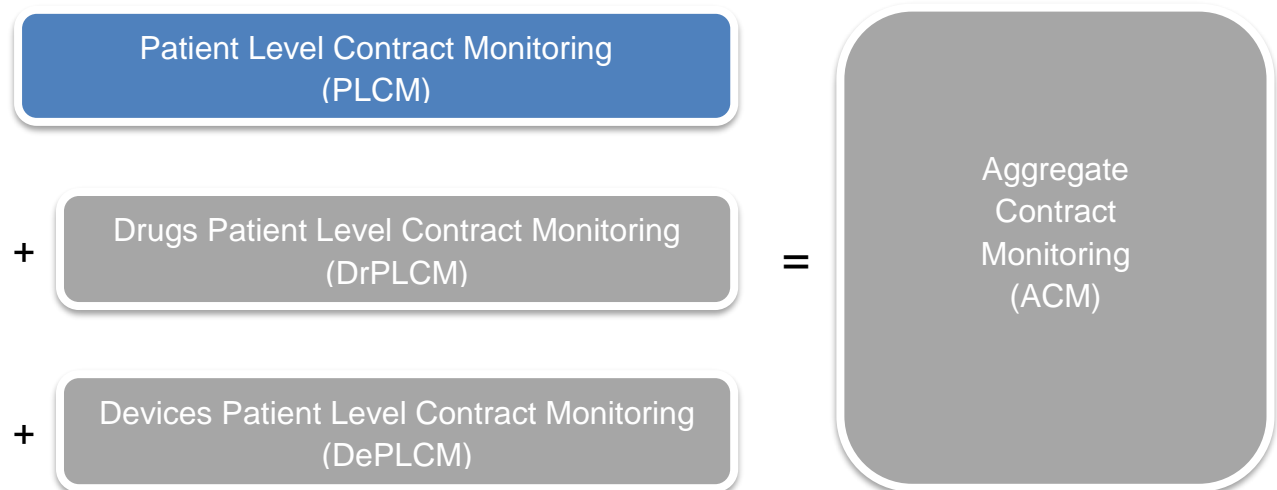 Patient Level Contract Monitoring
(PLCM)
+
Drugs Patient Level Contract Monitoring
(DrPLCM)
+
Devices Patient Level Contract Monitoring
(DePLCM)
=
Aggregate
Contract
Monitoring
(ACM)